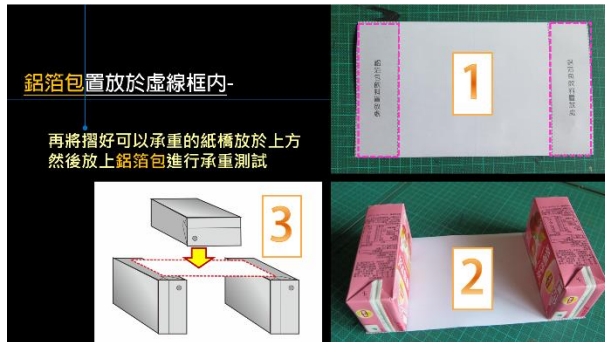 鋁箔包置放於虛線框內-
再將摺好可以承重的紙橋放於上方
然後放上鋁箔包進行承重測試
1
2
3